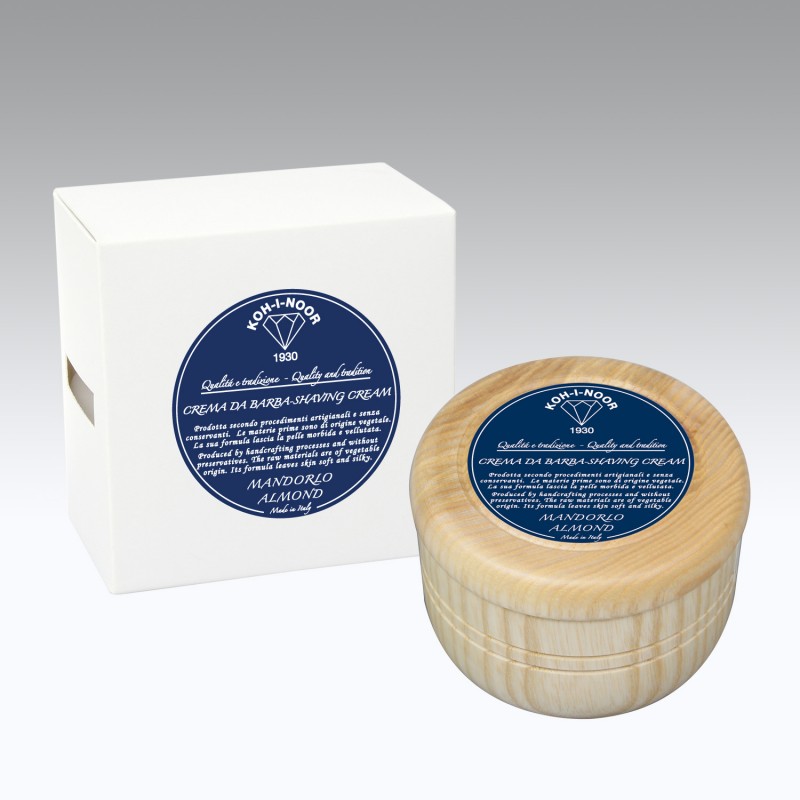 KOH-I-NOOR
1930
Qualità e tradizione - Quality and tradition
CREMA DA BARBA-SHAVING CREAM
Prodotta secondo procedimenti artigianali e senza
conservanti. Le materie prime sono di origine vegetale.
La sua formula lascia la pelle morbida e vellutata.
Produced by handcrafting processes and without
preservatives. The raw materials are of vegetable
origin. Its formula leaves skin soft and silky.
MANDORLO
ALMOND
Made in Italy
KOH-I-NOOR
1930
Qualità e tradizione - Quality and tradition
CREMA DA BARBA-SHAVING CREAM
Prodotta secondo procedimenti artigianali e senza
conservanti. Le materie prime sono di origine vegetale.
La sua formula lascia la pelle morbida e vellutata.
Produced by handcrafting processes and without
preservatives. The raw materials are of vegetable
origin. Its formula leaves skin soft and silky.
MANDORLO
ALMOND
Made in Italy